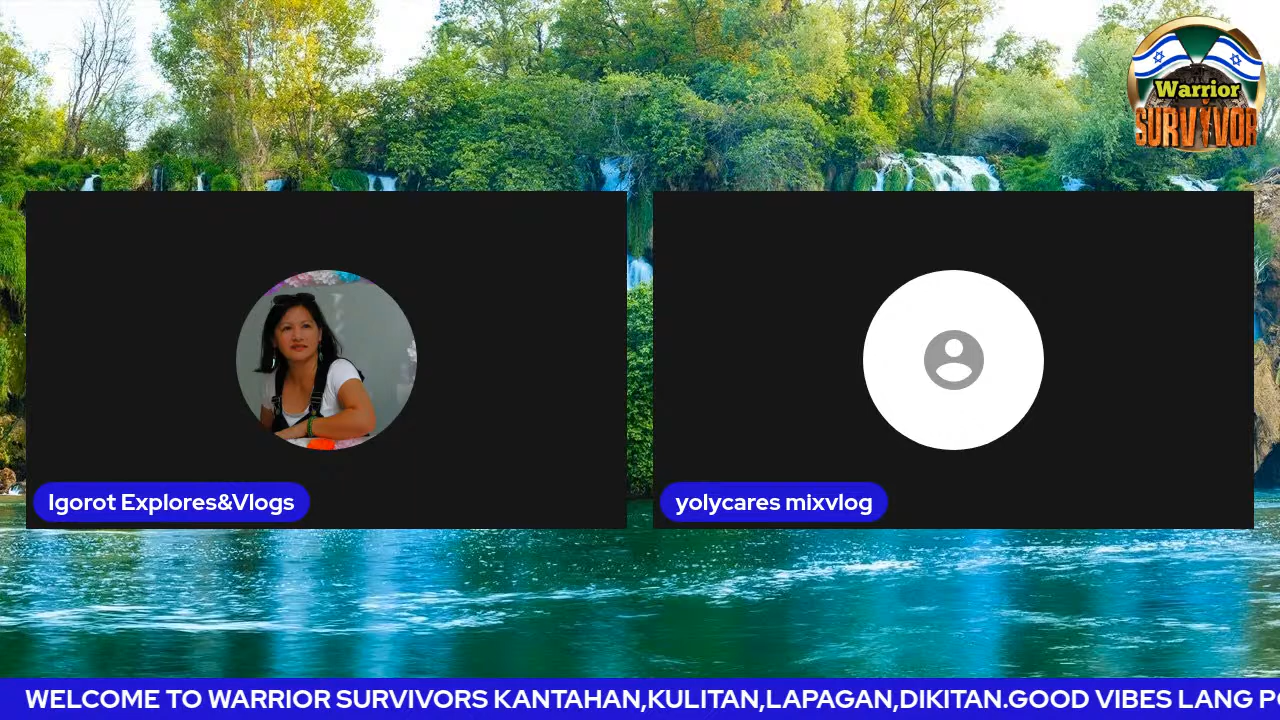 Warrior
SURVIVOR
Igorot Explores&Vlogs
yolycares mixvlog
WELCOME TO WARRIOR SURVIVORS KANTAHAN,KULITAN,LAPAGAN,DIKITAN.GOOD VIBES LANG